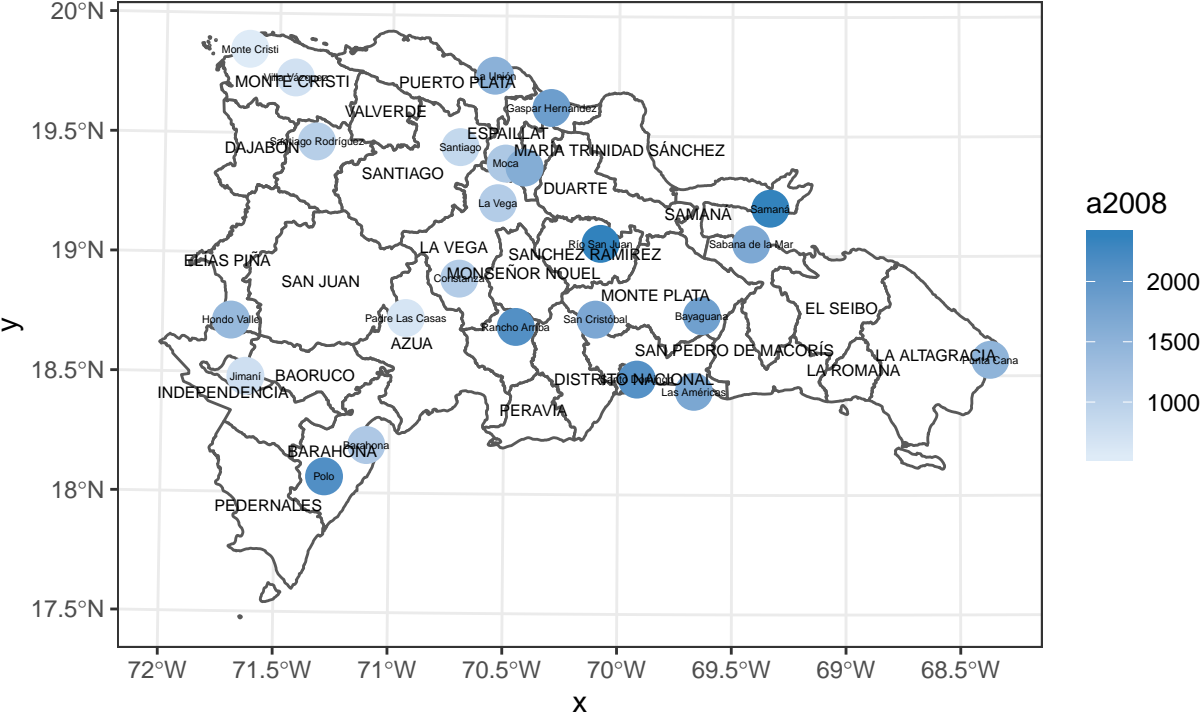 20°N
19.5°N
19°N
18.5°N
18°N
17.5°N
y
Monte Cristi
Villa Vázquez
MONTE CRISTI
La Unión
PUERTO PLATA
Gaspar Hernández
VALVERDE
ESPAILLAT
Santiago Rodríguez
DAJABÓN
Santiago
MARÍA TRINIDAD SÁNCHEZ
Moca
SANTIAGO
DUARTE
La Vega
Samaná
SAMANÁ
LA VEGA
Río San Juan
Sabana de la Mar
SÁNCHEZ RAMÍREZ
ELÍAS PIÑA
MONSEÑOR NOUEL
Constanza
SAN JUAN
MONTE PLATA
EL SEIBO
Hondo Valle
Padre Las Casas
Rancho Arriba
San Cristóbal
Bayaguana
AZUA
SAN PEDRO DE MACORÍS
LA ALTAGRACIA
Punta Cana
LA ROMANA
Jimaní
BAORUCO
DISTRITO NACIONAL
INDEPENDENCIA
Las Américas
PERAVIA
Barahona
BARAHONA
Polo
PEDERNALES
72°W
71.5°W
71°W
70.5°W
70°W
69.5°W
69°W
68.5°W
x
a2008
2000
1500
1000